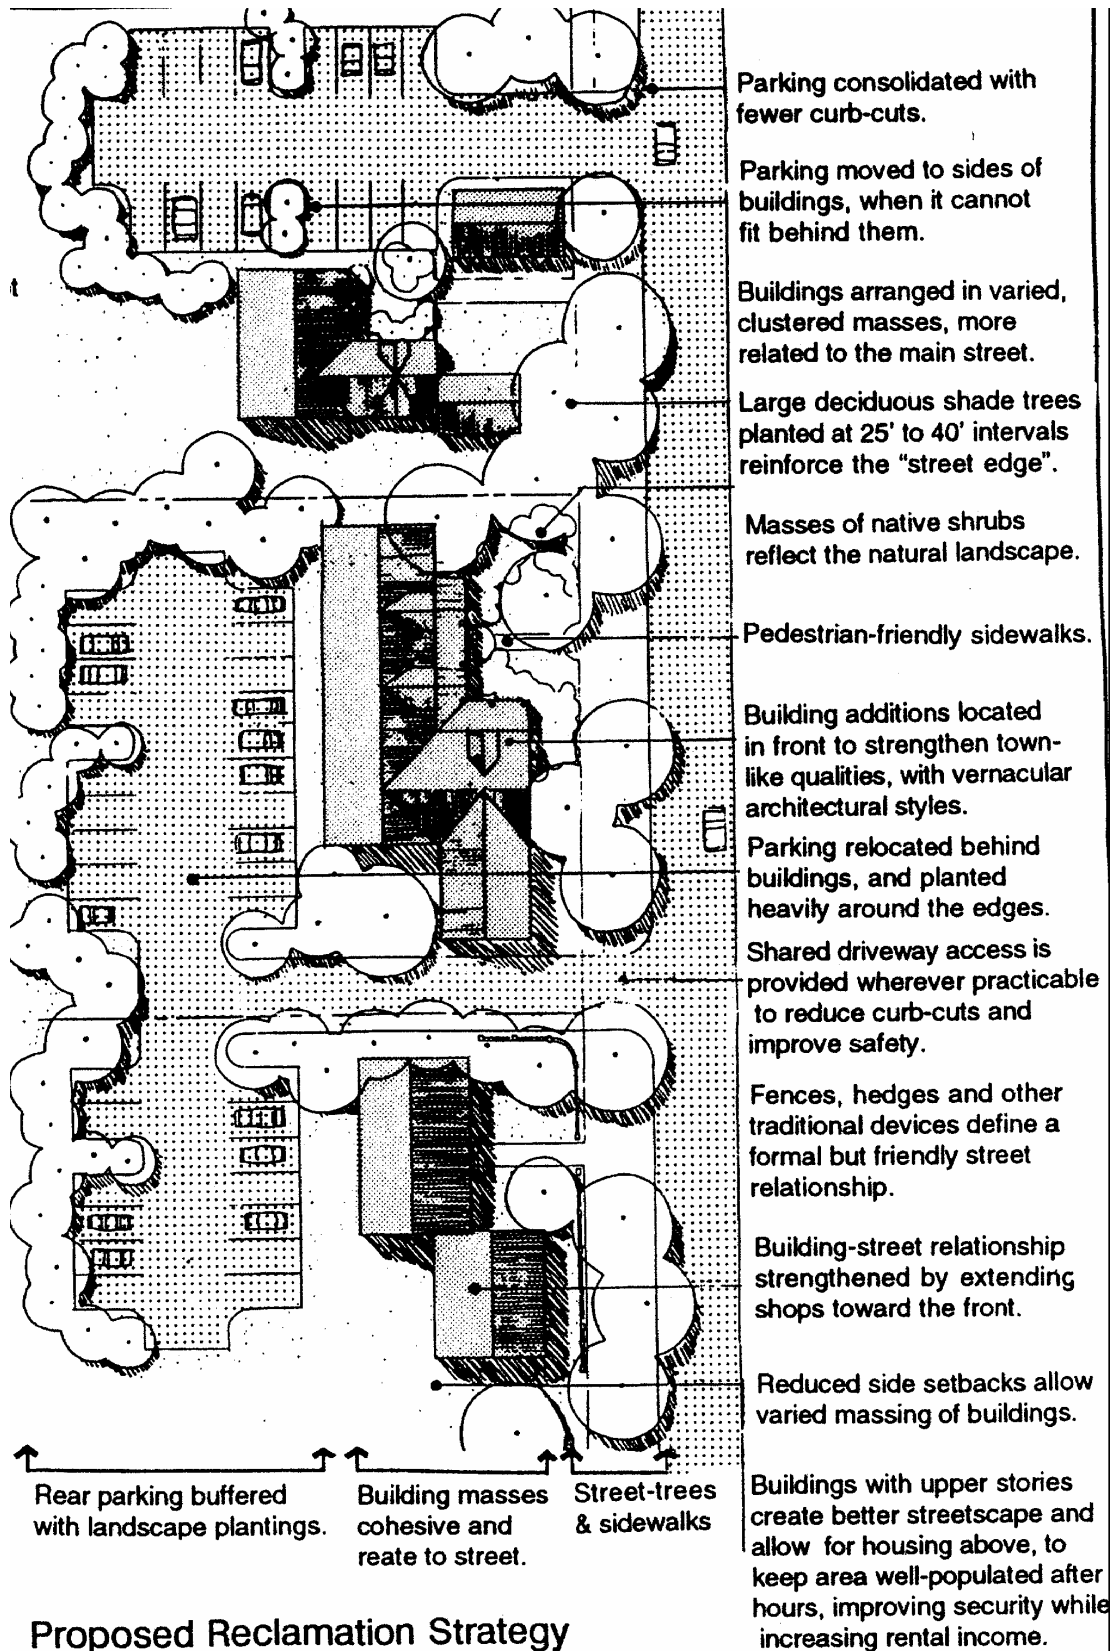 Parking consolidated with
fewer curb-cuts.
Parking moved to sides of
buildings, when it cannot
fit behind them.
t
Buildings arranged in varied,
clustered masses, more
related to the main street.
Large deciduous shade trees
planted at 25' to 40' intervals
reinforce the “street edge”.
Masses of native shrubs
reflect the natural landscape.
Pedestrian-friendly sidewalks.
Building additions located
in front to strengthen town-
like qualities, with vernacular
architectural styles.
Parking relocated behind
buildings, and planted
heavily around the edges.
Shared driveway access is
provided wherever practicable
to reduce curb-cuts and
improve safety.
Fences, hedges and other
traditional devices define a
formal but friendly street
relationship.
Building-street relationship
strengthened by extending
shops toward the front.
Reduced side setbacks allow
varied massing of buildings.
Buildings with upper stories
create better streetscape and
allow for housing above, to
keep area well-populated after
hours, improving security while
increasing rental income.
Rear parking buffered
with landscape plantings.
Building masses
cohesive and
reate to street.
Street-trees
& sidewalks
Proposed Reclamation Strategy